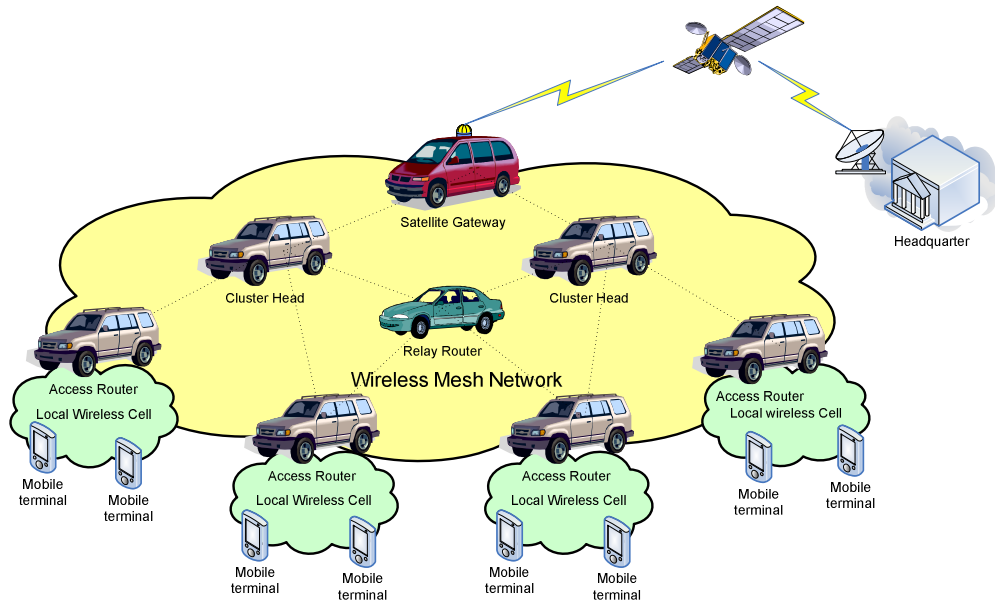 Satellite Gateway
Headquarter
Cluster Head
Cluster Head
Relay Router
Wireless Mesh Network
Access Router
Local Wireless Cell
Mobile
terminal
Mobile
terminal
Access Router
Local Wireless Cell
Mobile
terminal
Mobile
terminal
Access Router
Local Wireless Cell
Mobile
terminal
Mobile
terminal
Access Router
Local wireless Cell
Mobile
terminal
Mobile
terminal